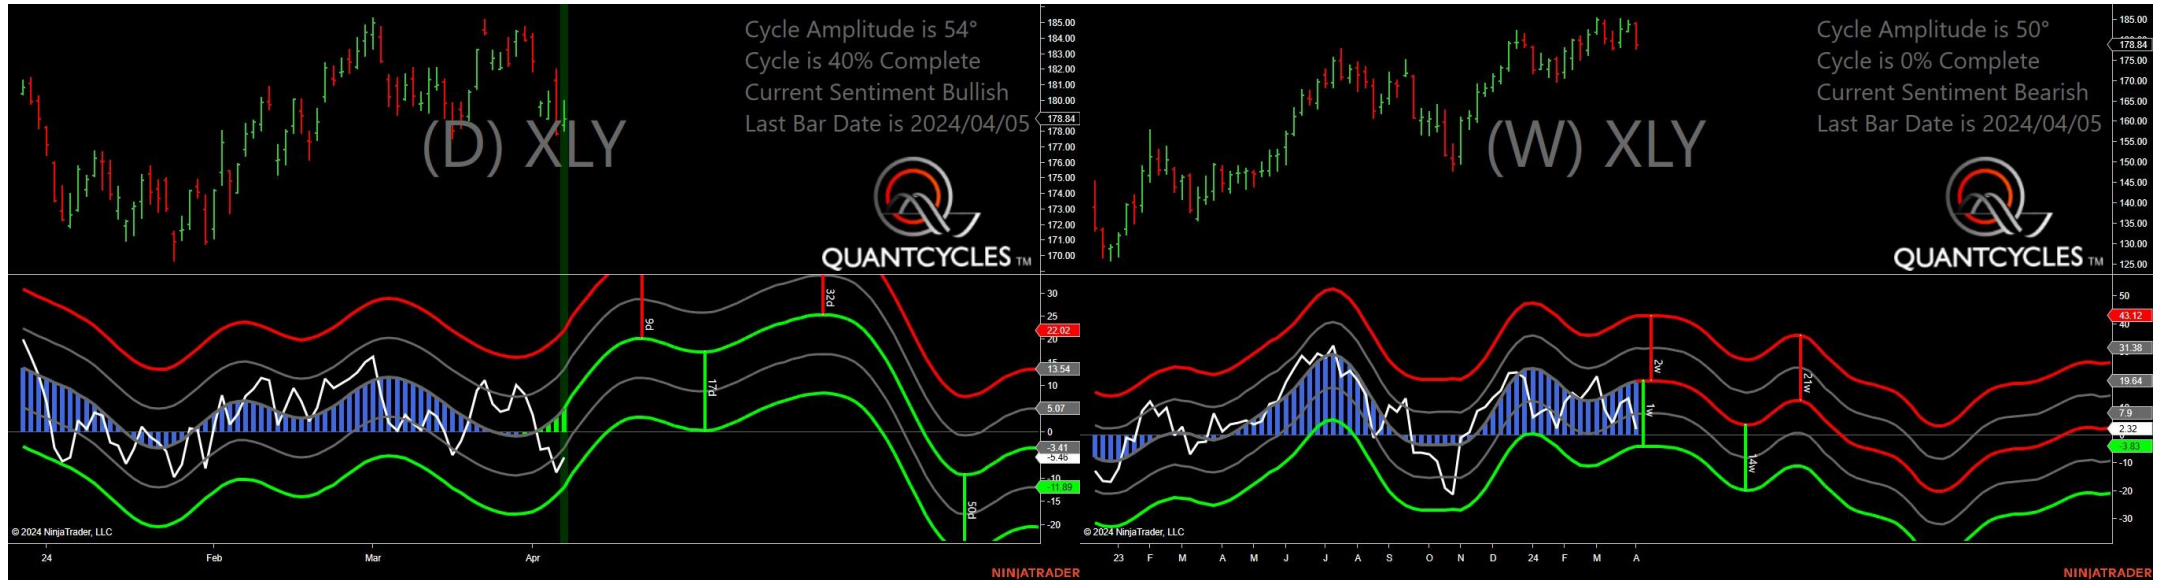 Cycle Amplitude is 54°
Cycle is 40% Complete
Current Sentiment Bullish
Last Bar Date is 2024/04/05
(D) XLY
QUANTCYCLES TM
185.00
184.00
183.00
182.00
181.00
180.00
178.84
178.00
177.00
176.00
175.00
174.00
173.00
172.00
171.00
170.00
9d
32d
17d
50d
30
25
22.02
20
15
13.54
10
5.07
0
-3.41
-5.46
-10
-11.89
-15
-20
© 2024 NinjaTrader, LLC
24 Feb Mar Apr
NINJATRADER
Cycle Amplitude is 50°
Cycle is 0% Complete
Current Sentiment Bearish
Last Bar Date is 2024/04/05
(W) XLY
QUANTCYCLES TM
185.00
178.84
175.00
170.00
165.00
160.00
155.00
150.00
145.00
140.00
135.00
130.00
125.00
2w
1w
21w
14w
50
43.12
40
31.38
19.64
7.9
2.32
-3.83
-10
-20
-30
© 2024 NinjaTrader, LLC
23 F M A M J J A S O N D 24 F M A
NINJATRADER